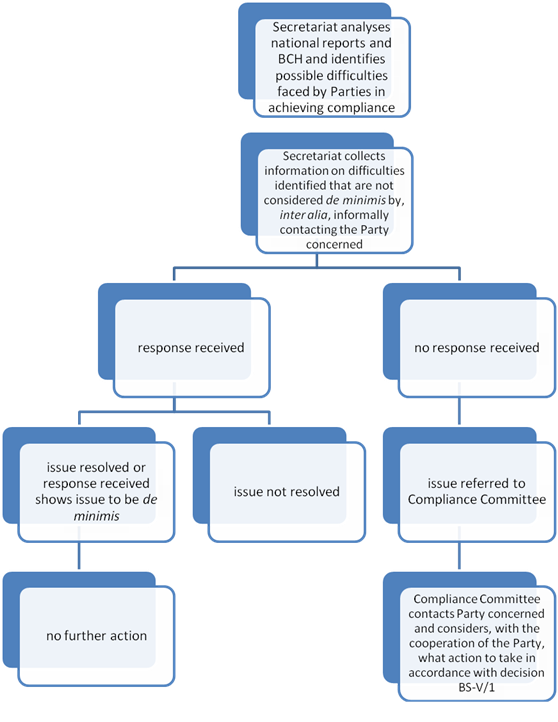 Secretariat analyses
national reports and
BCH and identifies
possible difficulties
faced by Parties in
achieving compliance
Secretariat collects
information on difficulties
identified that are not
considered de minimis by,
inter alia, informally
contacting the Party
concerned
response received
no response received
issue resolved or
response received
shows issue to be de
minimis
issue not resolved
issue referred to
Compliance Committee
no further action
Compliance Committee
contacts Party concerned
and considers, with the
cooperation of the Party,
what action to take in
accordance with decision
BS-V/1